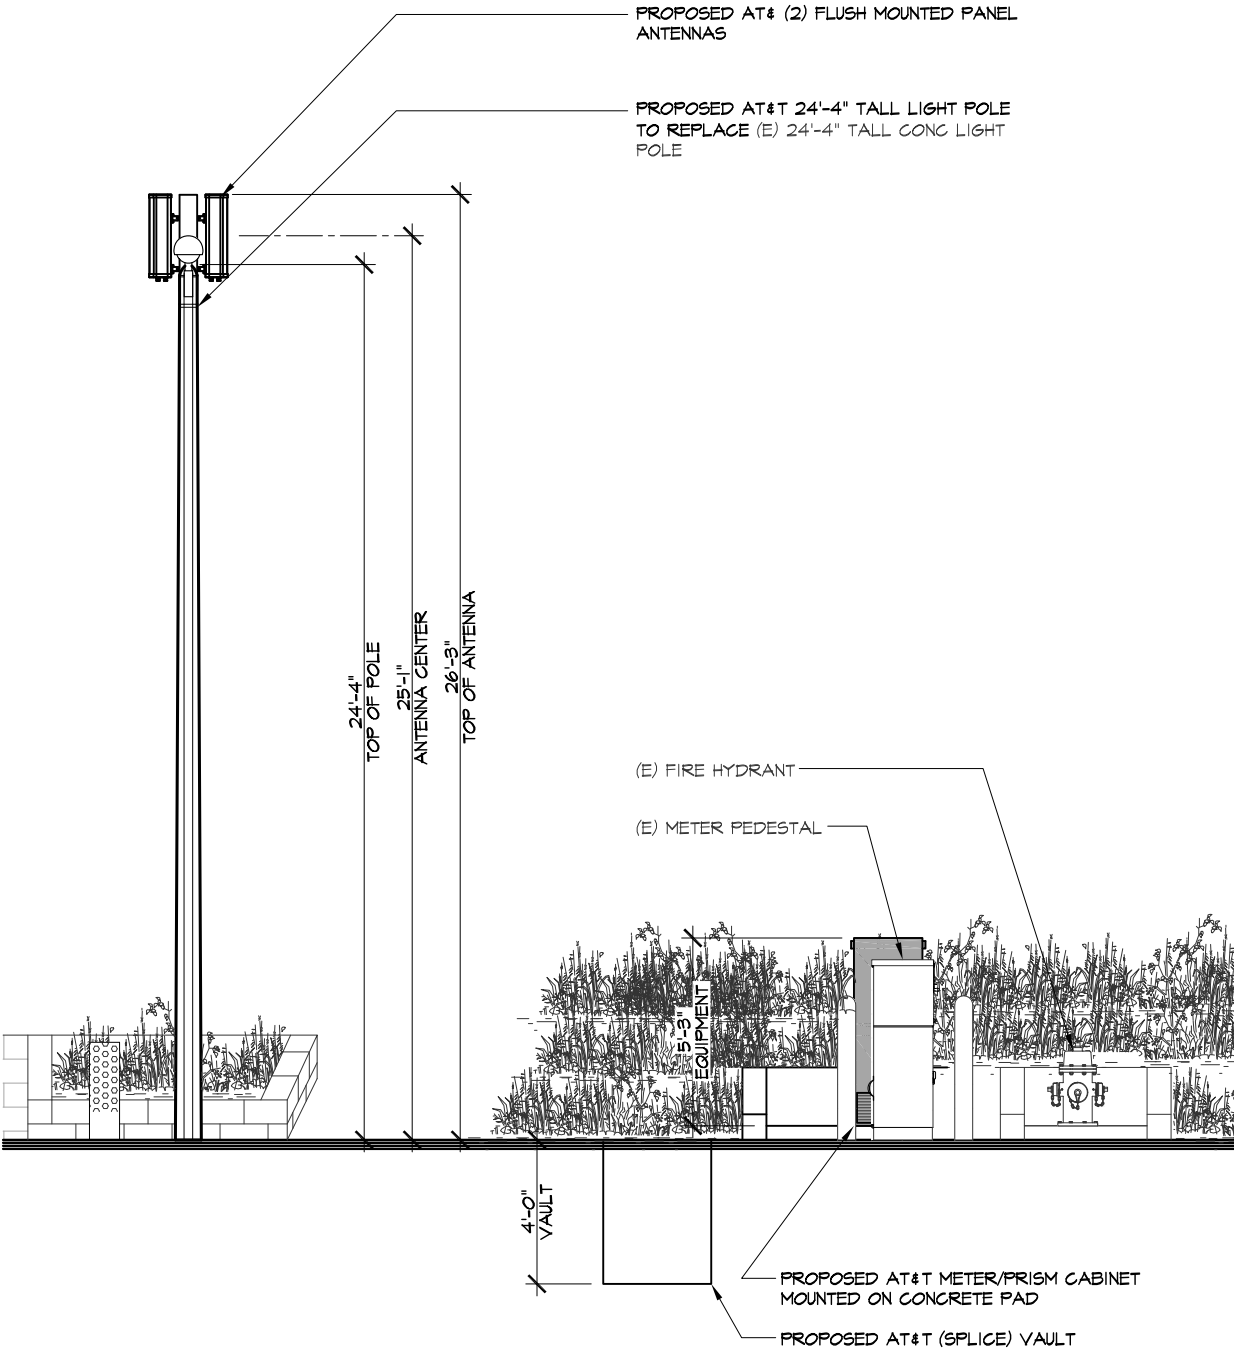 PROPOSED AT& (2) FLUSH MOUNTED PANEL
ANTENNAS
PROPOSED AT&T 24'-4" TALL LIGHT POLE
TO REPLACE (E) 24'-4" TALL CONC LIGHT
POLE
24'-4"
TOP OF POLE
25'-1"
ANTENNA CENTER
26'-3"
TOP OF ANTENNA
(E) FIRE HYDRANT
(E) METER PEDESTAL
5'-3"
EQUIPMENT
4'-0"
VAULT
PROPOSED AT&T METER/PRISM CABINET
MOUNTED ON CONCRETE PAD
PROPOSED AT&T (SPLICE) VAULT